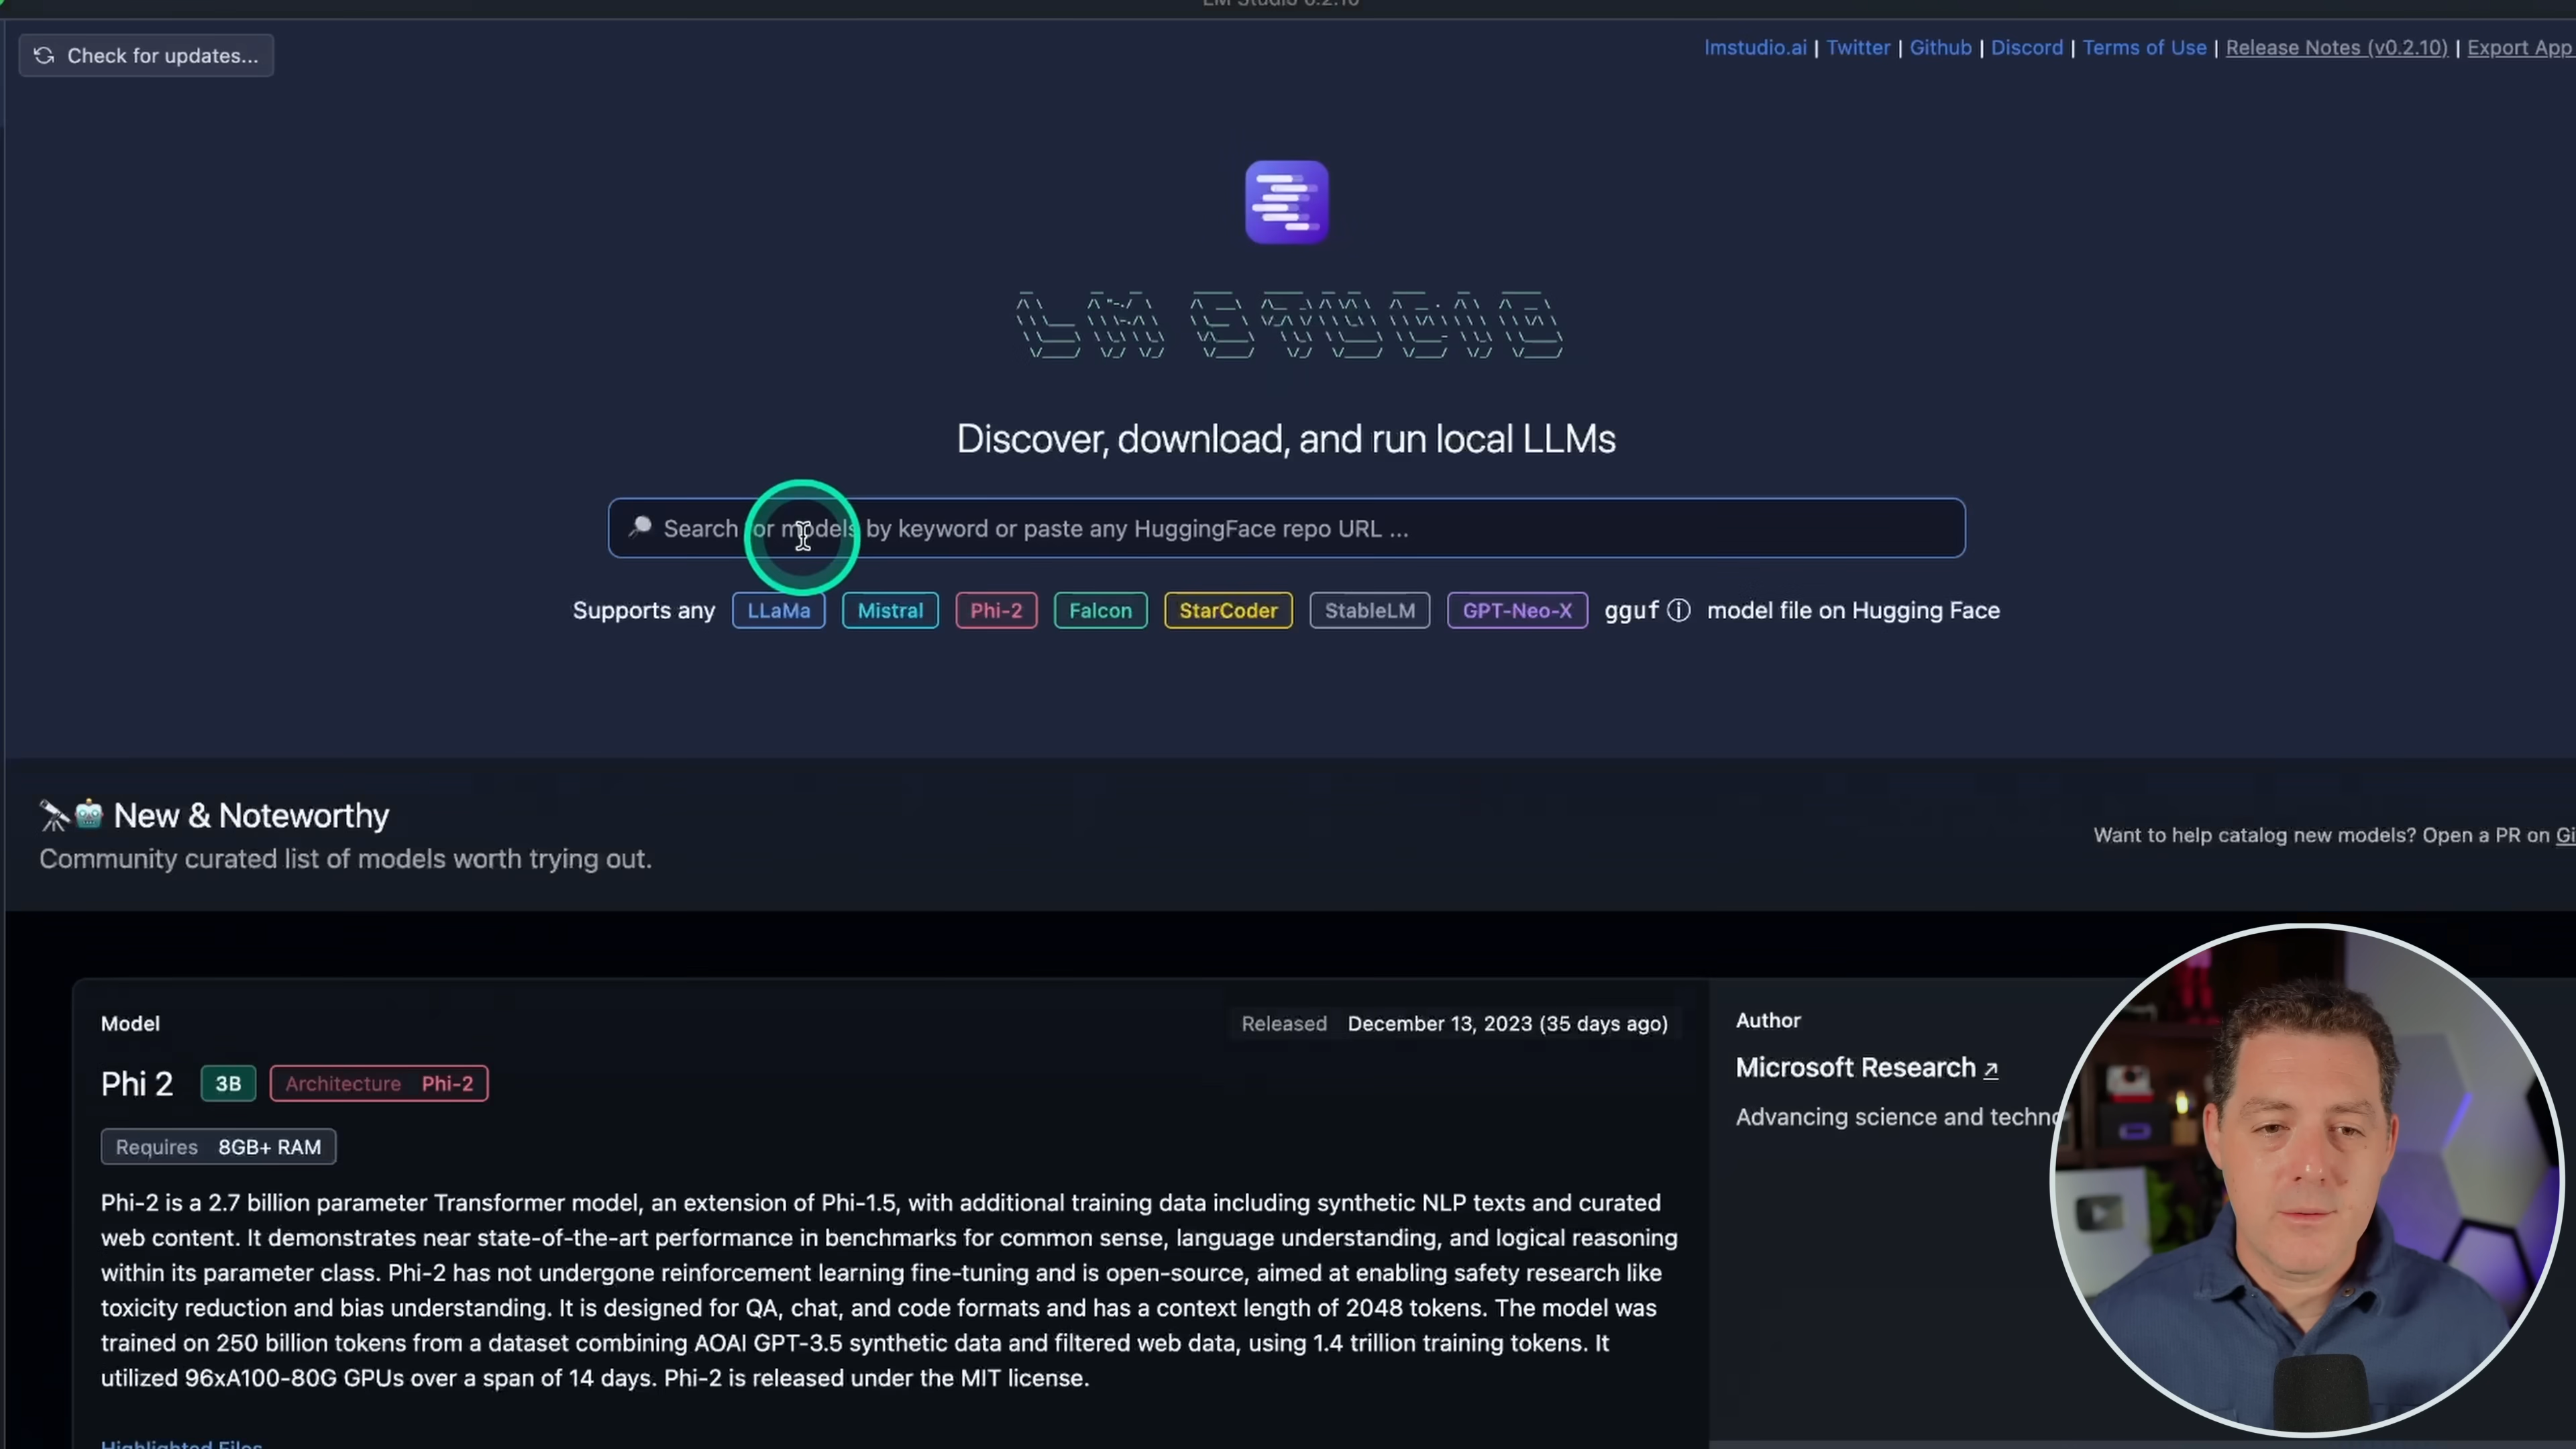 Check for updates...
lmstudio.ai | Twitter | Github | Discord | Terms of Use | Release Notes (v0.2.10) | Export App
LM STUDIO
Discover, download, and run local LLMs
Search for models by keyword or paste any HuggingFace repo URL ...
Supports any LLaMa Mistral Phi-2 Falcon StarCoder StableLM GPT-Neo-X gguf ⓘ model file on Hugging Face
New & Noteworthy
Community curated list of models worth trying out.
Want to help catalog new models? Open a PR on
Model
Released December 13, 2023 (35 days ago)
Phi 2 3B Architecture Phi-2
Requires 8GB+ RAM
Phi-2 is a 2.7 billion parameter Transformer model, an extension of Phi-1.5, with additional training data including synthetic NLP texts and curated
web content. It demonstrates near state-of-the-art performance in benchmarks for common sense, language understanding, and logical reasoning
within its parameter class. Phi-2 has not undergone reinforcement learning fine-tuning and is open-source, aimed at enabling safety research like
toxicity reduction and bias understanding. It is designed for QA, chat, and code formats and has a context length of 2048 tokens. The model was
trained on 250 billion tokens from a dataset combining AOAI GPT-3.5 synthetic data and filtered web data, using 1.4 trillion training tokens. It
utilized 96xA100-80G GPUs over a span of 14 days. Phi-2 is released under the MIT license.
Author
Microsoft Research ↗
Advancing science and techno